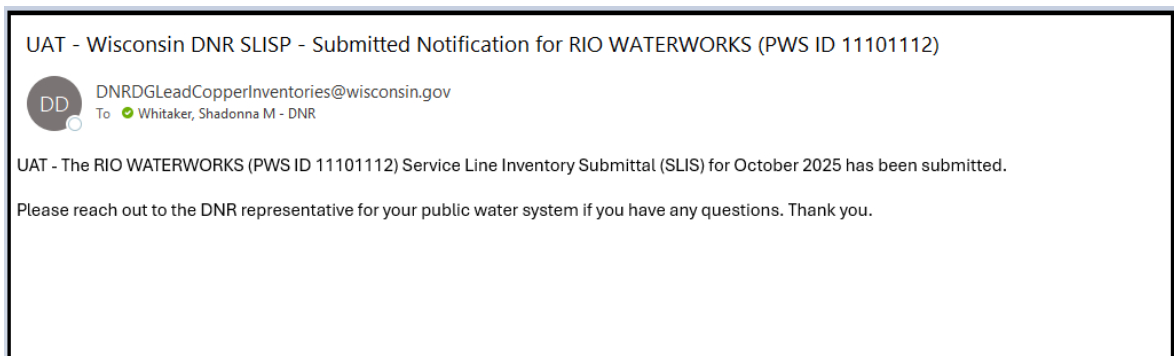 UAT - Wisconsin DNR SLISP - Submitted Notification for RIO WATERWORKS (PWS ID 11101112)
DD
DNRDGLeadCopperInventories@wisconsin.gov
To Whitaker, Shadonna M - DNR
UAT - The RIO WATERWORKS (PWS ID 11101112) Service Line Inventory Submittal (SLIS) for October 2025 has been submitted.
Please reach out to the DNR representative for your public water system if you have any questions. Thank you.